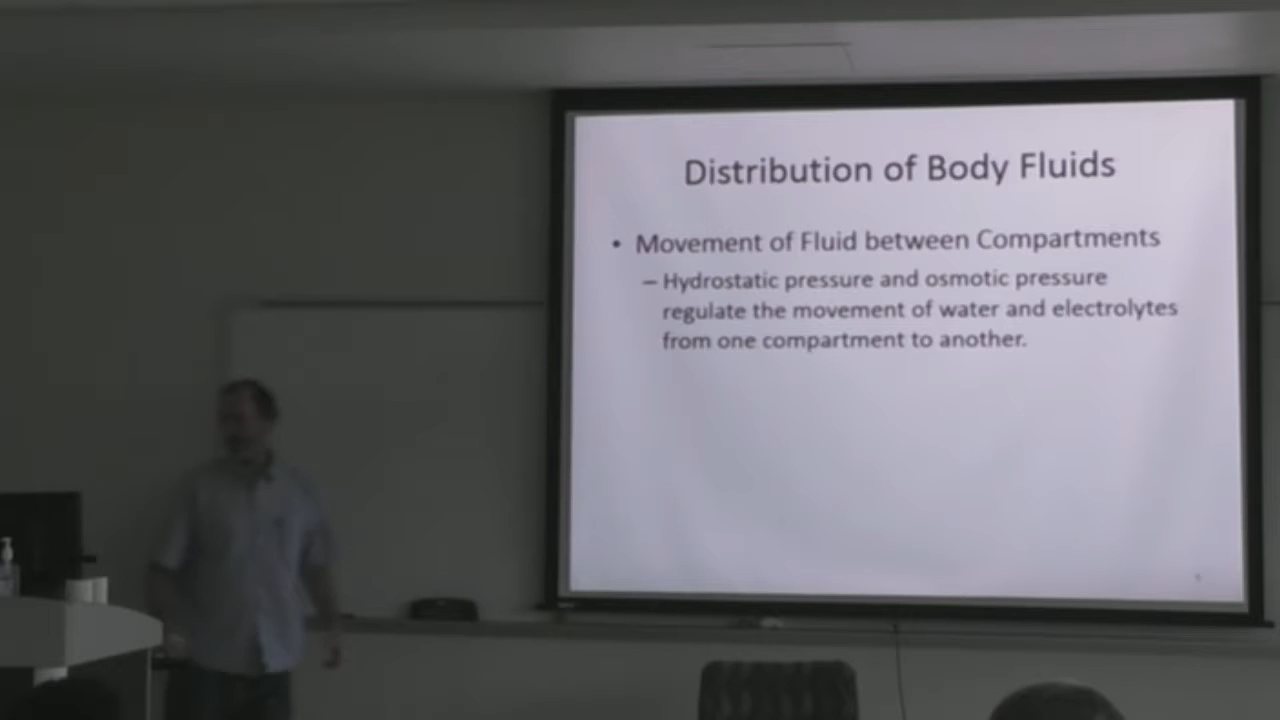 Distribution of Body Fluids
• Movement of Fluid between Compartments
– Hydrostatic pressure and osmotic pressure
regulate the movement of water and electrolytes
from one compartment to another.